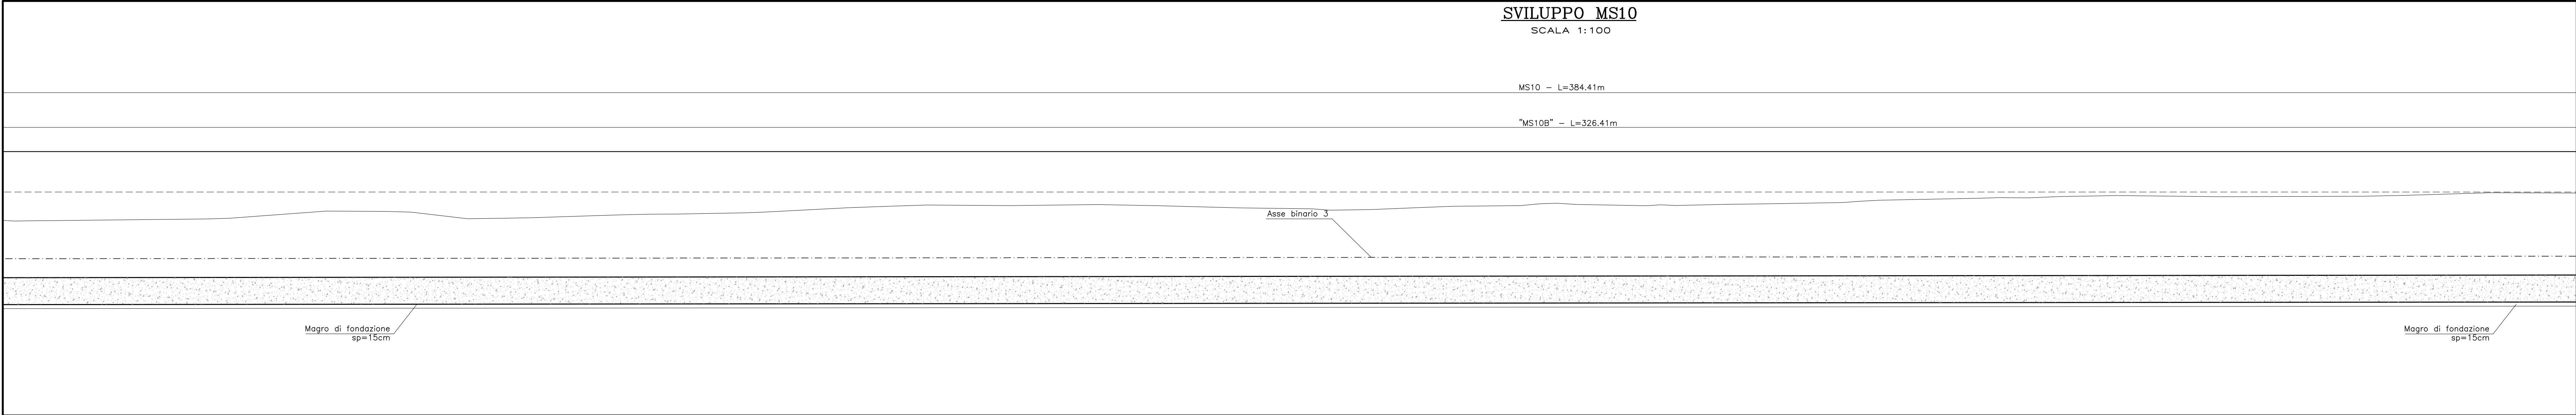 SVILUPPO MS10
SCALA 1:100
MS10 – L=384.41m
"MS10B" – L=326.41m
Asse binario 3
Magro di fondazione
sp=15cm
Magro di fondazione
sp=15cm